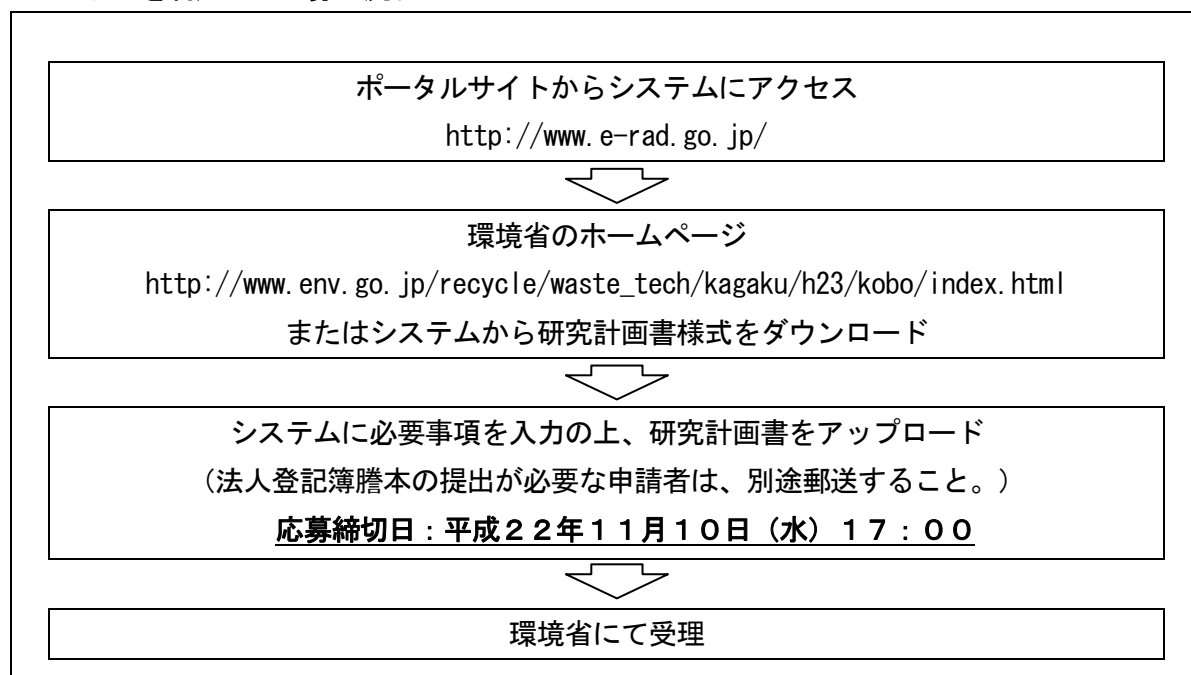 ポータルサイトからシステムにアクセス
http://www.e-rad.go.jp/
環境省のホームページ
http://www.env.go.jp/recycle/waste_tech/kagaku/h23/kobo/index.html
またはシステムから研究計画書様式をダウンロード
システムに必要事項を入力の上、研究計画書をアップロード
(法人登記簿謄本の提出が必要な申請者は、別途郵送すること。)
応募締切日:平成22年11月10日(水)17:00
環境省にて受理